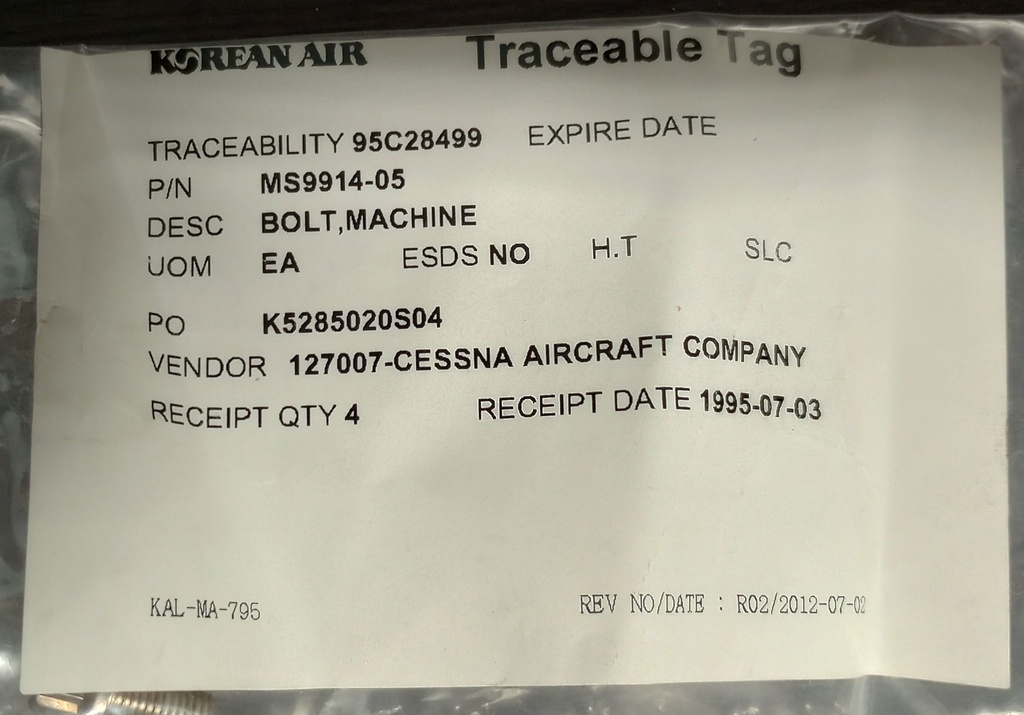 KOREAN AIR Traceable Tag
TRACEABILITY 95C28499 EXPIRE DATE
P/N MS9914-05
DESC BOLT,MACHINE
UOM EA ESDS NO H.T SLC
PO K5285020S04
VENDOR 127007-CESSNA AIRCRAFT COMPANY
RECEIPT QTY 4 RECEIPT DATE 1995-07-03
KAL-MA-795 REV NO/DATE : R02/2012-07-02